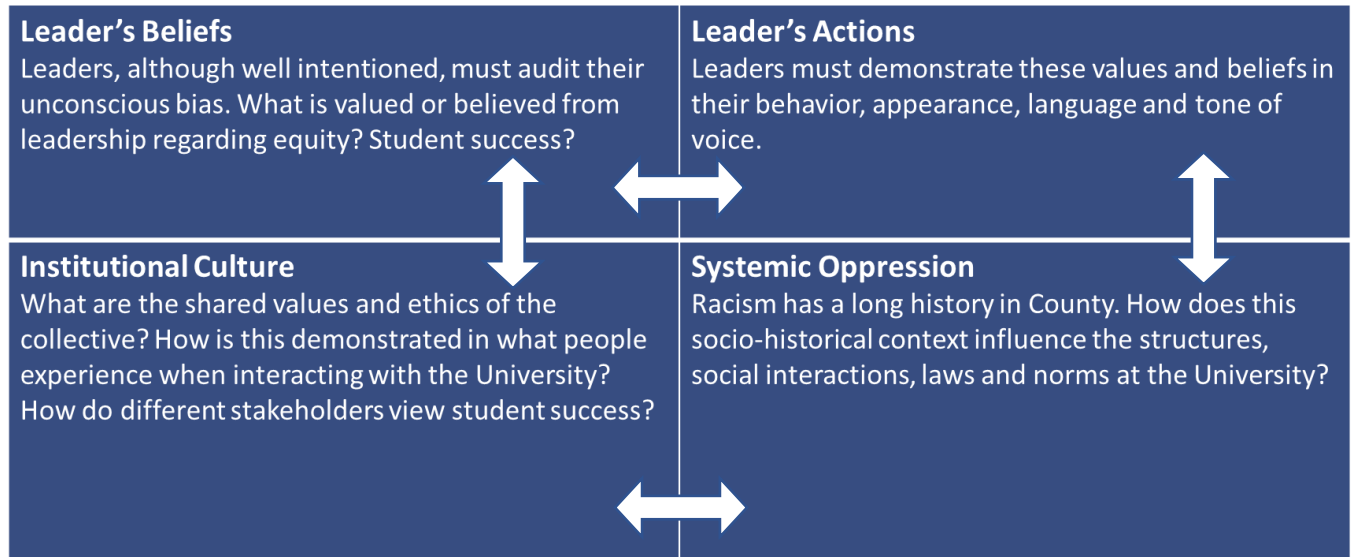 Leader's Beliefs
Leaders, although well intentioned, must audit their
unconscious bias. What is valued or believed from
leadership regarding equity? Student success?
Leader's Actions
Leaders must demonstrate these values and beliefs in
their behavior, appearance, language and tone of
voice.
Institutional Culture
What are the shared values and ethics of the
collective? How is this demonstrated in what people
experience when interacting with the University?
How do different stakeholders view student success?
Systemic Oppression
Racism has a long history in County. How does this
socio-historical context influence the structures,
social interactions, laws and norms at the University?